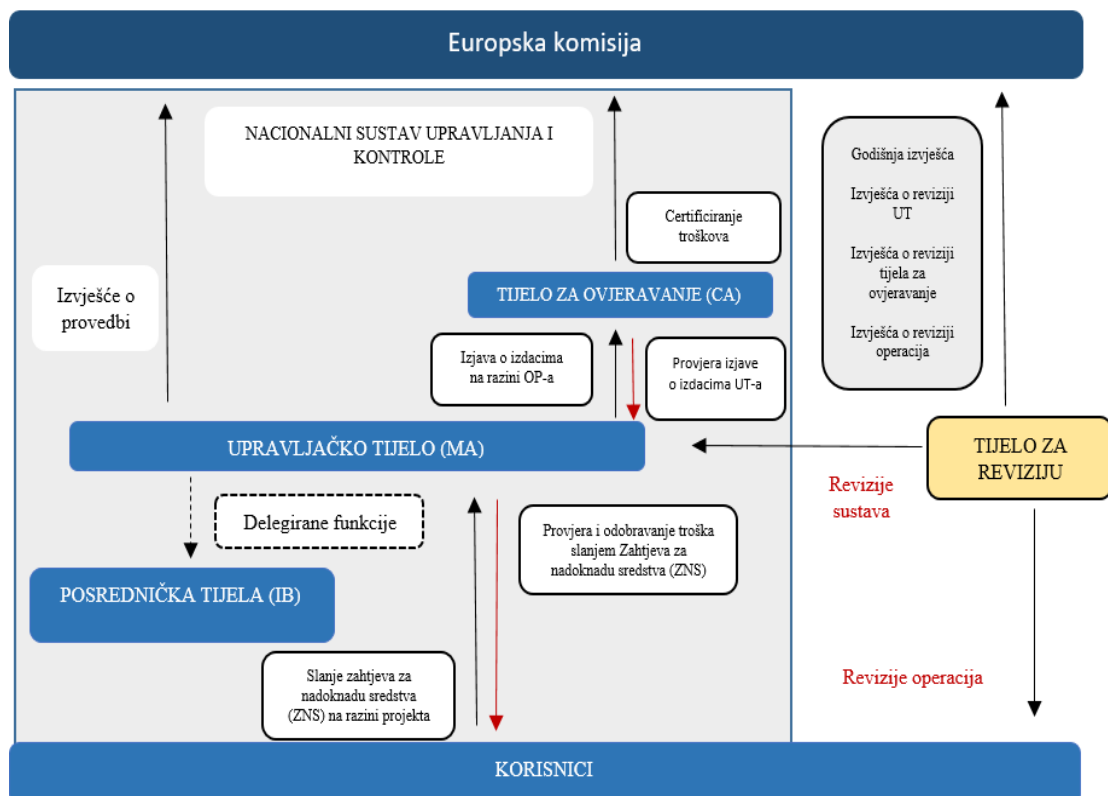 Europska komisija
NACIONALNI SUSTAV UPRAVLJANJA I
KONTROLE
Godišnja izvješća
Izvješća o reviziji
UT
Izvješća o reviziji
tijela za
ovjeravanje
Izvješća o reviziji
operacija
Certificiranje
troškova
Izvješće o
provedbi
TIJELO ZA OVJERAVANJE (CA)
Izjava o izdacima
na razini OP-a
Provjera izjave
o izdacima UT-a
UPRAVLJAČKO TIJELO (MA)
TIJELO ZA
REVIZIJU
Revizije
sustava
Delegirane funkcije
Provjera i odobravanje troška
slanjem Zahtjeva za
nadoknadu sredstva (ZNS)
POSREDNIČKA TIJELA (IB)
Slanje zahtjeva za
nadoknadu sredstva
(ZNS) na razini projekta
Revizije operacija
KORISNICI